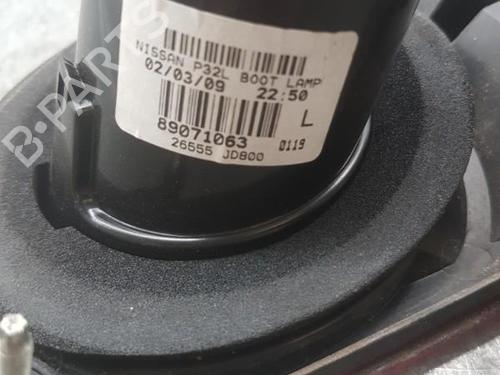 B-PARTS
NISSAN P32L BOOT LAMP
02/03/09 22:50
L
89071063 0119
26555 JD800